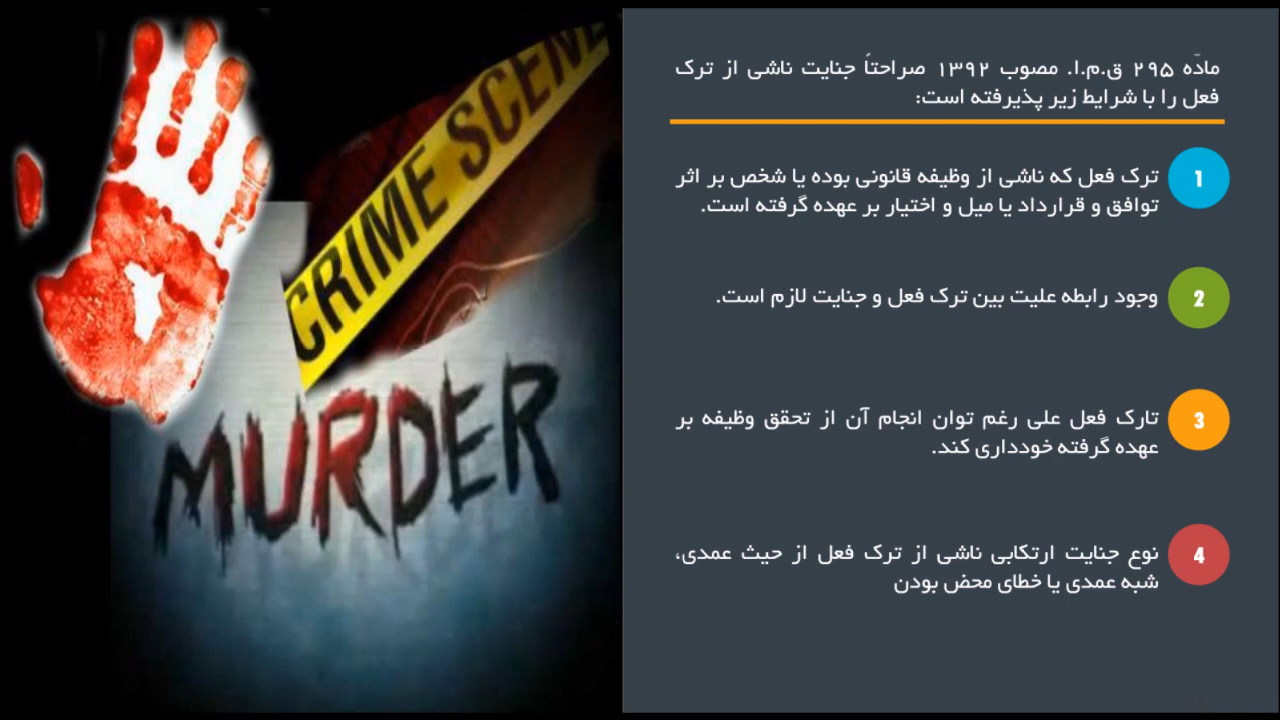 CRIME SCENE
MURDER
مادّه ۲۹۵ ق.م.ا. مصوب ۱۳۹۲ صراحتاً جنایت ناشی از ترک
فعل را با شرایط زیر پذیرفته است:
1
ترک فعل که ناشی از وظیفه قانونی بوده یا شخص بر اثر
توافق و قرارداد یا میل و اختیار بر عهده گرفته است.
2
وجود رابطه علیت بین ترک فعل و جنایت لازم است.
3
تارک فعل علی رغم توان انجام آن از تحقق وظیفه بر
عهده گرفته خودداری کند.
4
نوع جنایت ارتکابی ناشی از ترک فعل از حیث عمدی،
شبه عمدی یا خطای محض بودن